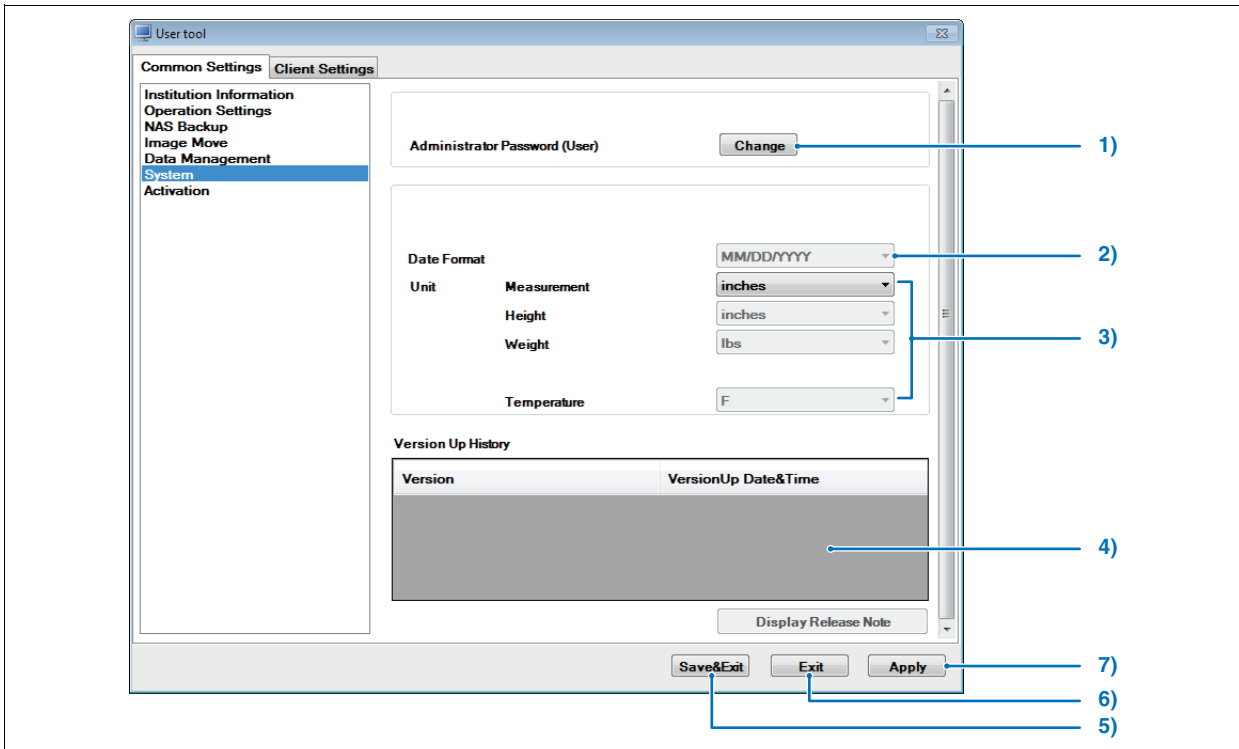 User tool
Common Settings Client Settings
Institution Information
Operation Settings
NAS Backup
Image Move
Data Management
System
Activation
Administrator Password (User) Change 1)
Date Format MM/DD/YYYY 2)
Unit Measurement inches
Height inches
3)
Weight lbs
Temperature F
Version Up History
Version VersionUp Date&Time
4)
Display Release Note
Save&Exit Exit Apply 7)
6)
5)